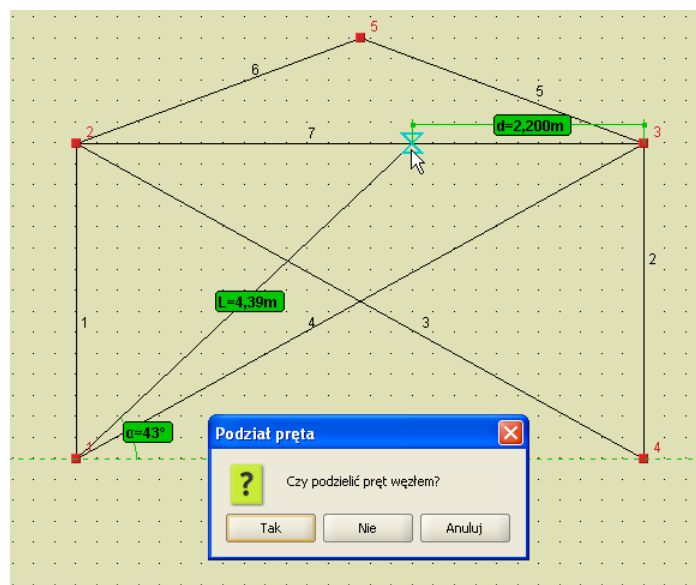 5
6
5
2
7
d=2,200m
3
2
L=4,39m
1
4
3
1
α=43°
4
Podział pręta
Czy podzielić pręt węzłem?
Tak
Nie
Anuluj